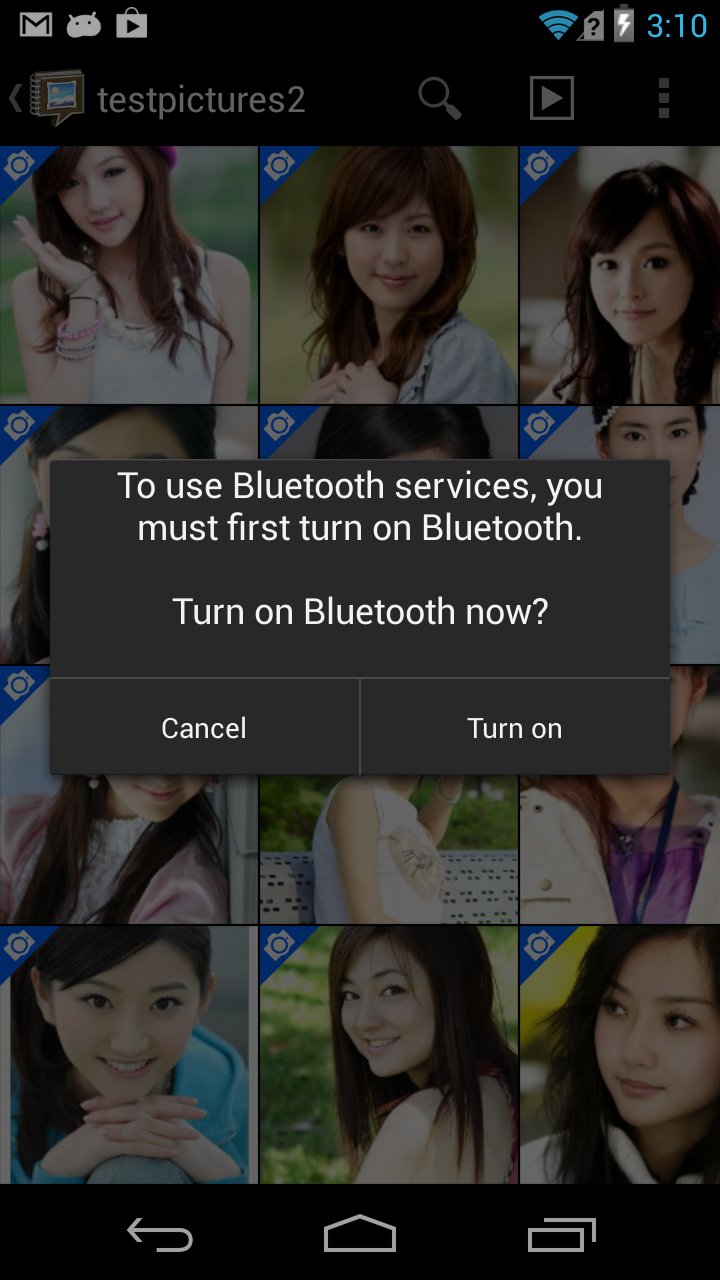 3:10
testpictures2
To use Bluetooth services, you
must first turn on Bluetooth.
Turn on Bluetooth now?
Cancel
Turn on